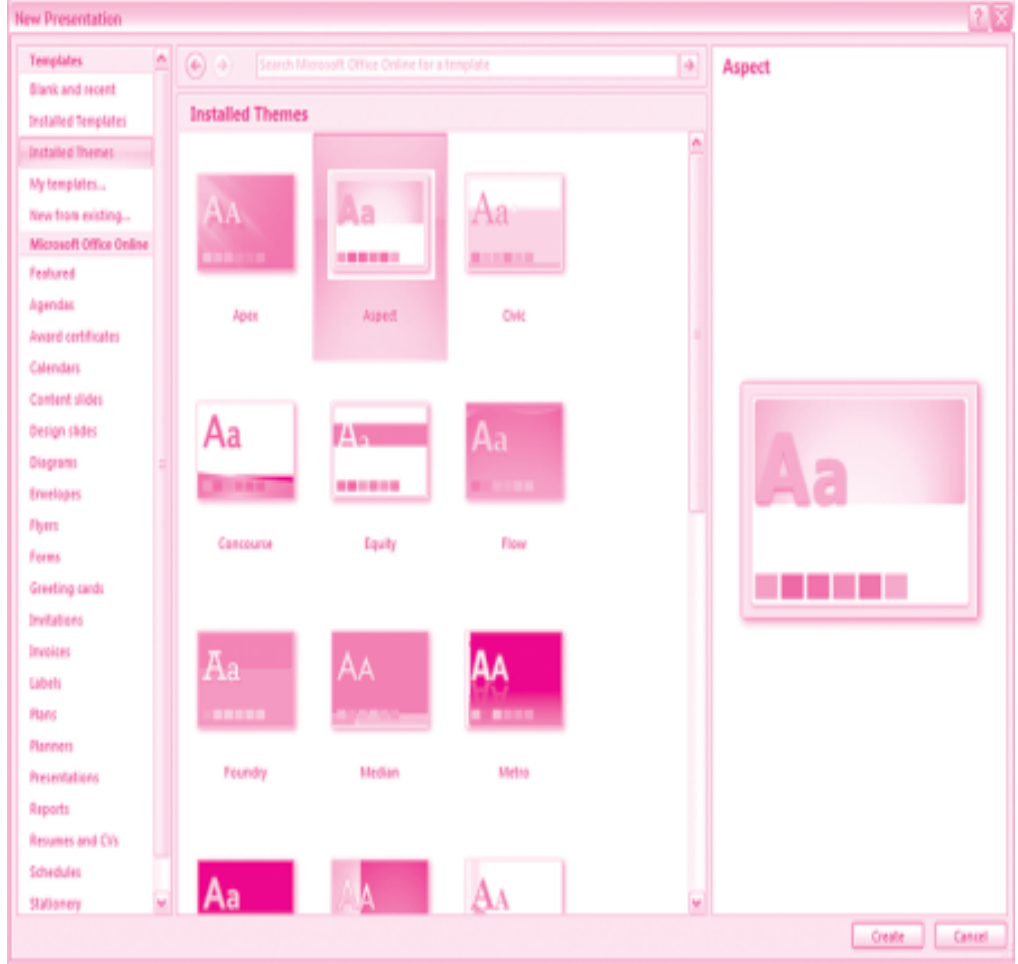 New Presentation
Templates
Blank and recent
Installed Templates
Installed Themes
My templates...
New from existing...
Microsoft Office Online
Featured
Agendas
Award certificates
Calendars
Content slides
Design slides
Diagrams
Envelopes
Flyers
Forms
Greeting cards
Invitations
Invoices
Labels
Plans
Planners
Presentations
Reports
Resumes and CVs
Schedules
Stationery
Search Microsoft Office Online for a template
Installed Themes
AA
Aa
Aa
Apex
Aspect
Civic
Aa
Aa
Aa
Concourse
Equity
Flow
Aa
AA
AA
Foundry
Median
Metro
Aa
AA
AA
Aspect
Aa
Create
Cancel